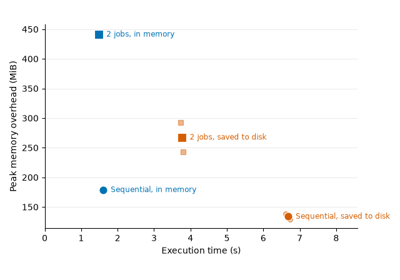 Peak memory overhead (MiB)
450
400
350
300
250
200
150
2 jobs, in memory
2 jobs, saved to disk
Sequential, in memory
Sequential, saved to disk
0 1 2 3 4 5 6 7 8
Execution time (s)